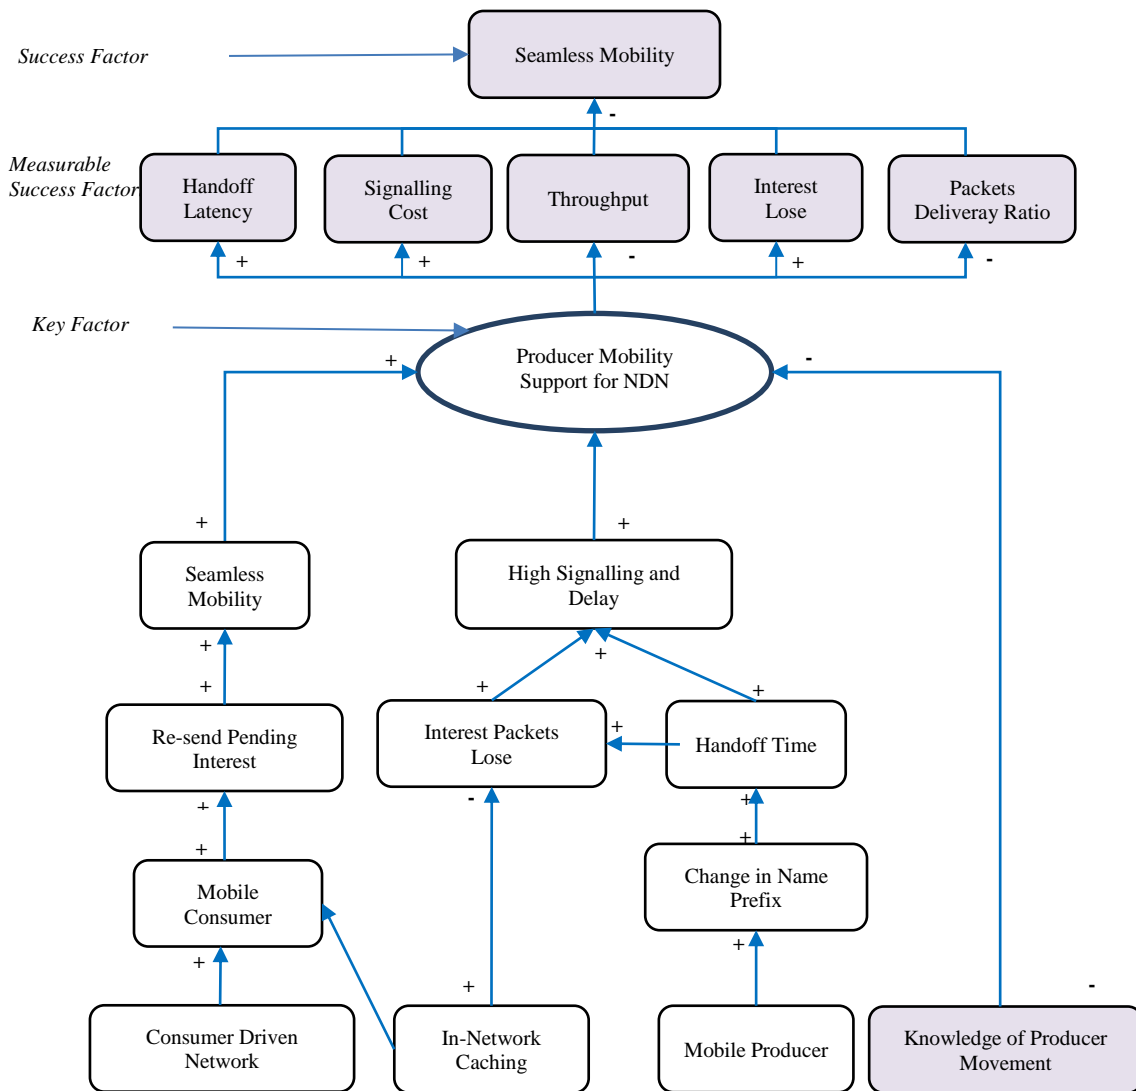 Success Factor
Seamless Mobility
-
Measurable
Success Factor
Handoff
Latency
Signalling
Cost
Throughput
Interest
Lose
Packets
Deliveray Ratio
+
+
-
+
-
Key Factor
Producer Mobility
Support for NDN
+
-
+
+
Seamless
Mobility
High Signalling and
Delay
+
+
+
+
+
Re-send Pending
Interest
Interest Packets
Lose
+
Handoff Time
+
-
+
+
+
Mobile
Consumer
Change in Name
Prefix
+
+
+
-
Consumer Driven
Network
In-Network
Caching
Mobile Producer
Knowledge of Producer
Movement